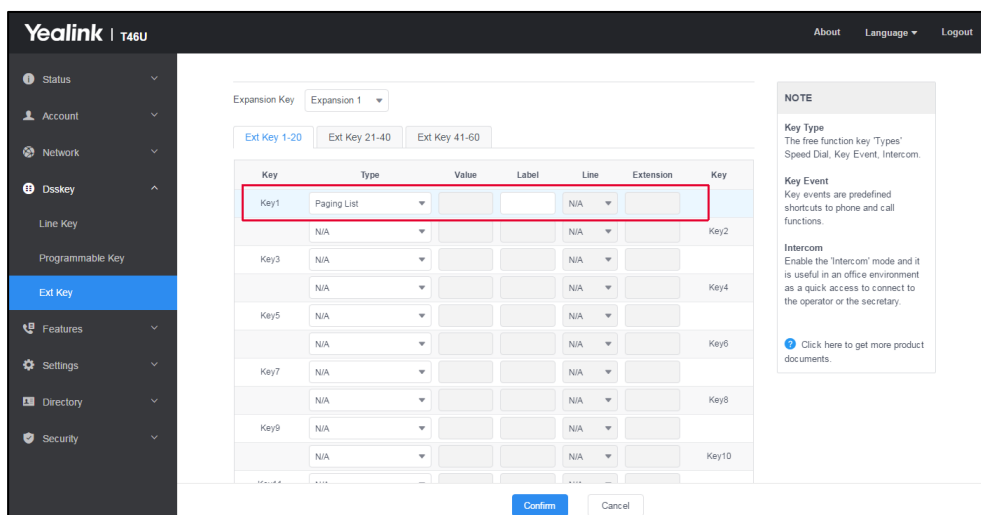 Yealink | T46U
About Language Logout
Status
Account
Network
Dsskey
Line Key
Programmable Key
Ext Key
Features
Settings
Directory
Security
Expansion Key Expansion 1
Ext Key 1-20 Ext Key 21-40 Ext Key 41-60
Key Type Value Label Line Extension Key
Key1 Paging List N/A
N/A N/A Key2
Key3 N/A N/A
N/A N/A Key4
Key5 N/A N/A
N/A N/A Key6
Key7 N/A N/A
N/A N/A Key8
Key9 N/A N/A
N/A N/A Key10
Confirm Cancel
NOTE
Key Type
The free function key 'Types'
Speed Dial, Key Event, Intercom.
Key Event
Key events are predefined
shortcuts to phone and call
functions.
Intercom
Enable the 'Intercom' mode and it
is useful in an office environment
as a quick access to connect to
the operator or the secretary.
Click here to get more product
documents.